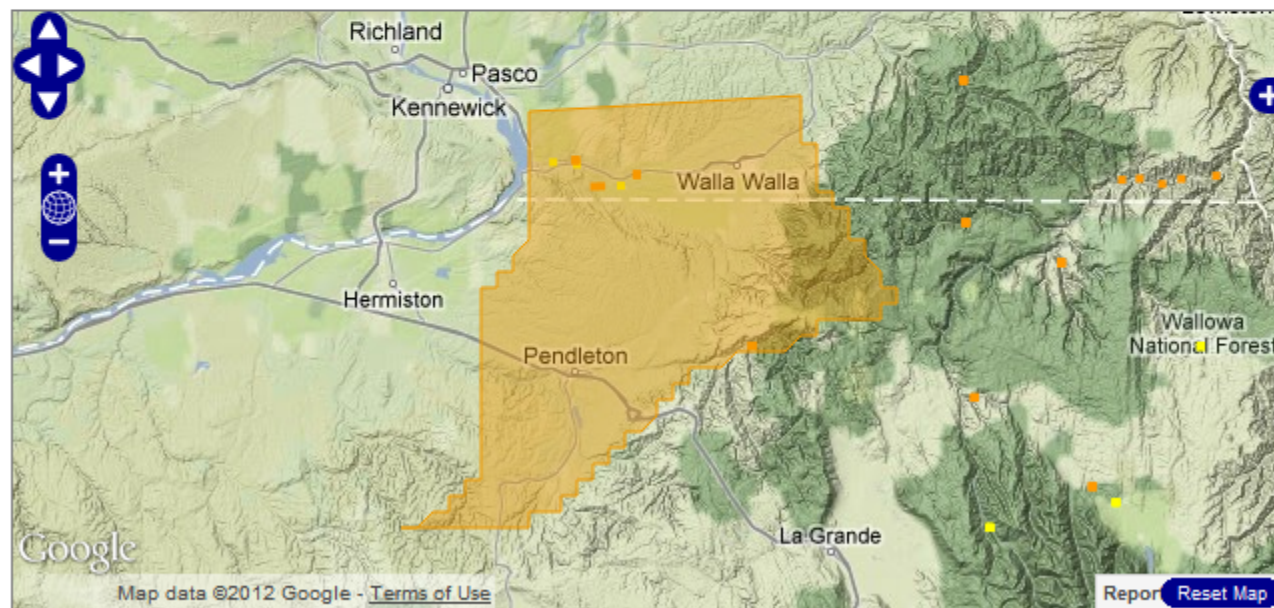 Richland
Pasco
Kennewick
Walla Walla
Hermiston
Wallowa
National Forest
Pendleton
La Grande
Google
Map data ©2012 Google - Terms of Use
Report
Reset Map